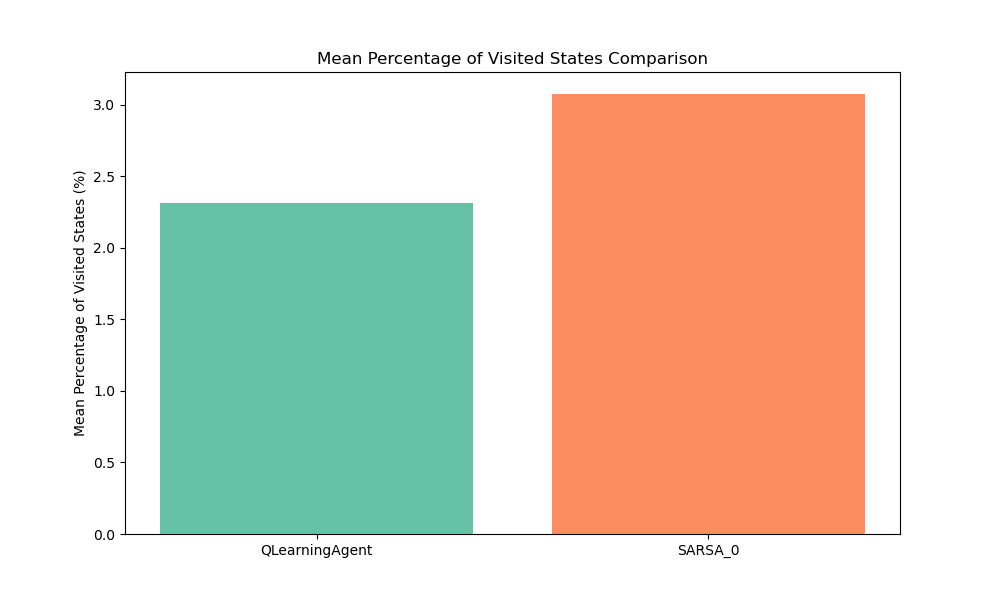 Mean Percentage of Visited States Comparison
Mean Percentage of Visited States (%)
3.0
2.5
2.0
1.5
1.0
0.5
0.0
QLearningAgent
SARSA_0